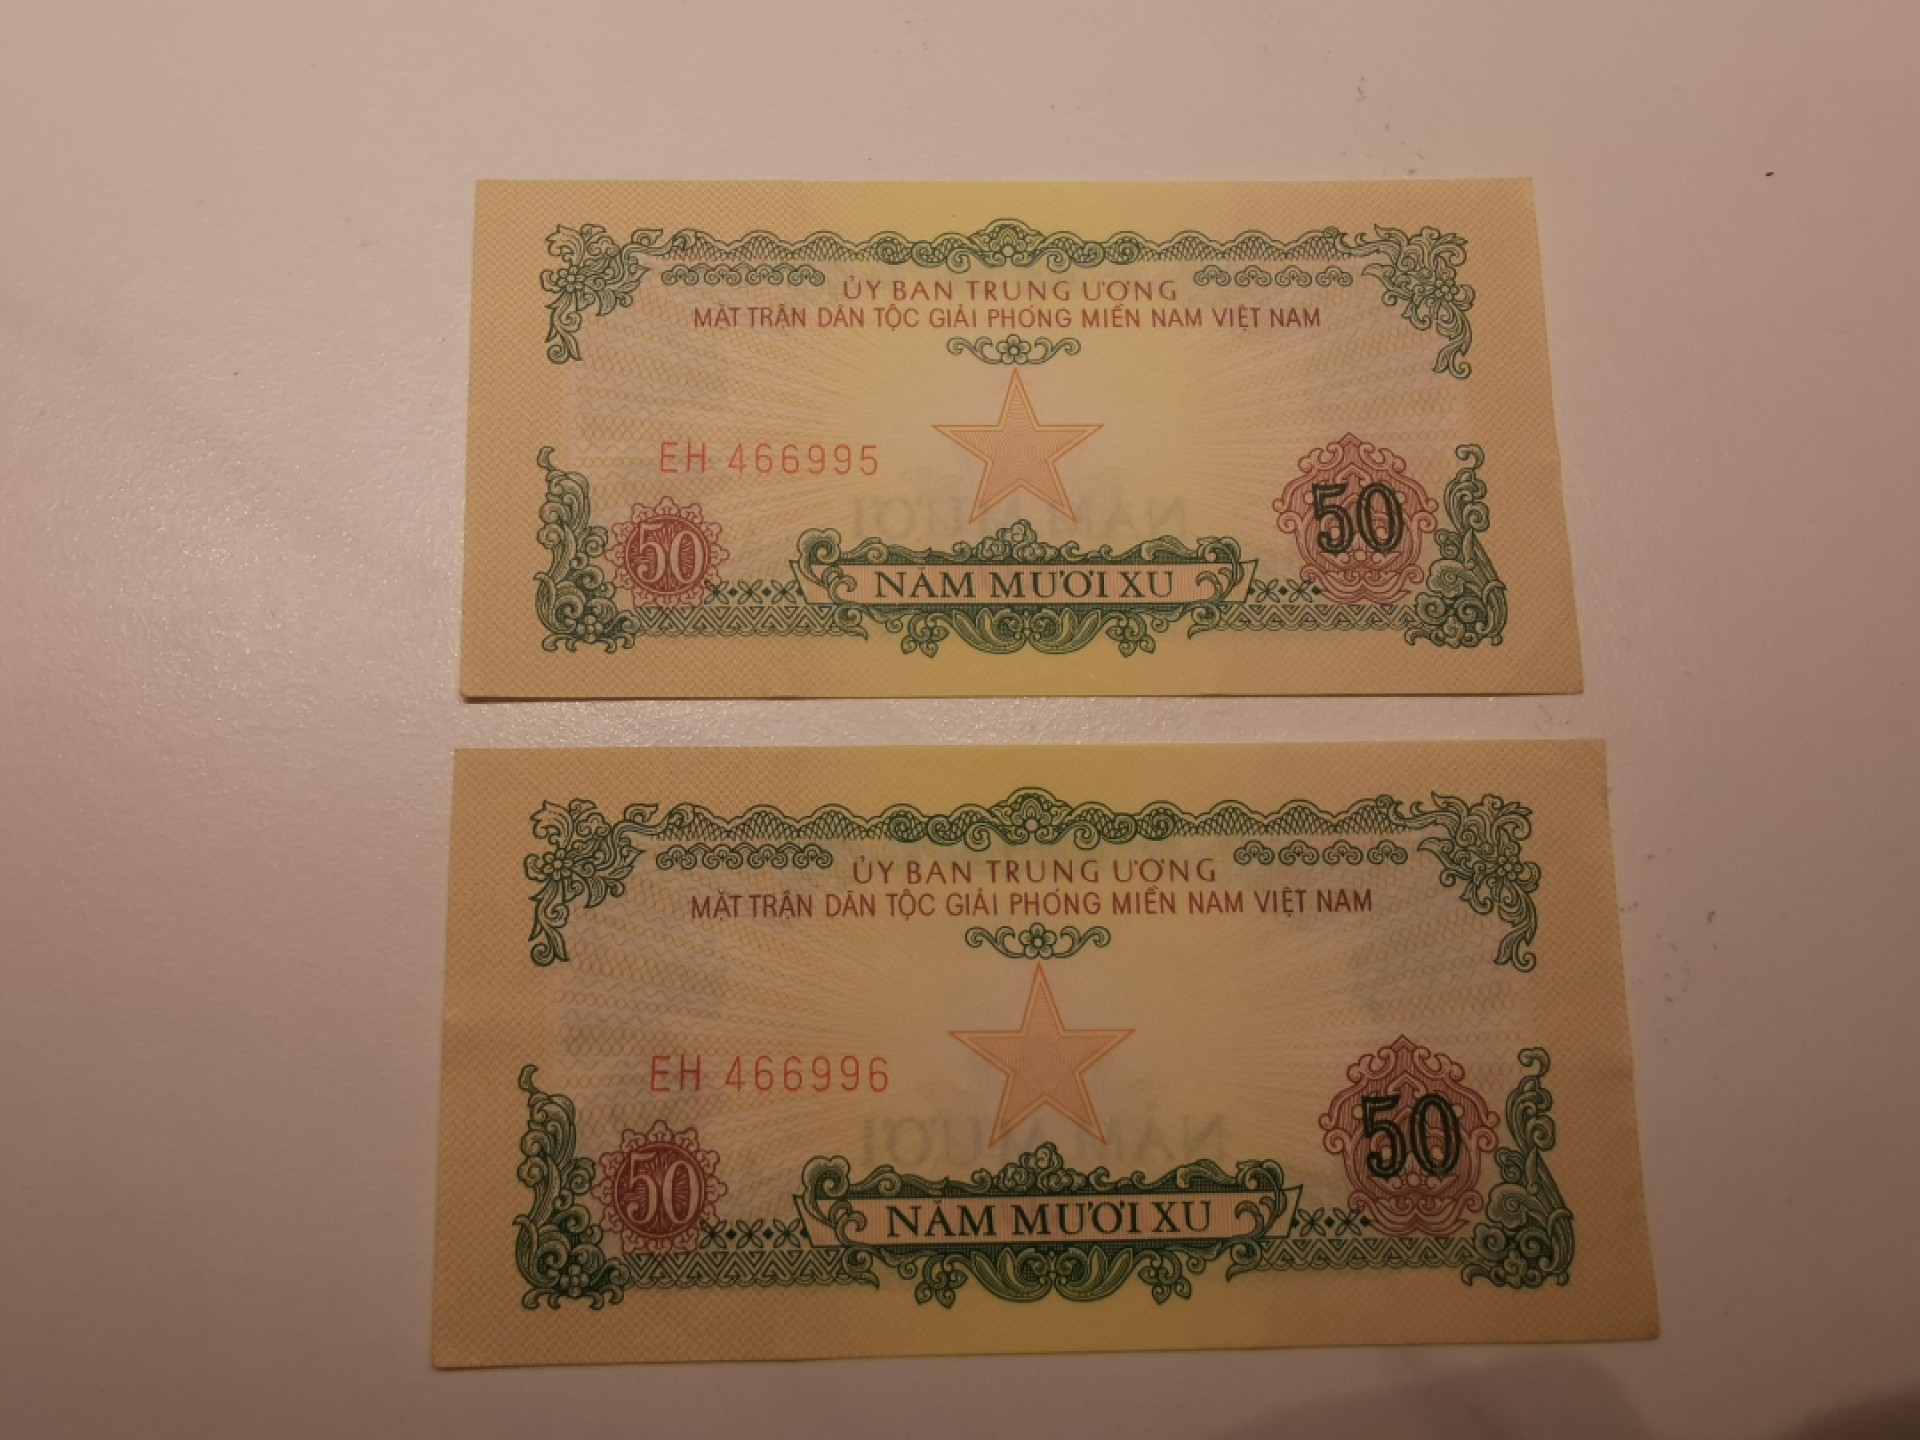 ỦY BAN TRUNG ƯƠNG
MẶT TRẬN DÂN TỘC GIẢI PHÓNG MIỀN NAM VIỆT NAM
EH 466995
50
50
NĂM MƯƠI XU
ỦY BAN TRUNG ƯƠNG
MẶT TRẬN DÂN TỘC GIẢI PHÓNG MIỀN NAM VIỆT NAM
EH 466996
50
50
NĂM MƯƠI XU